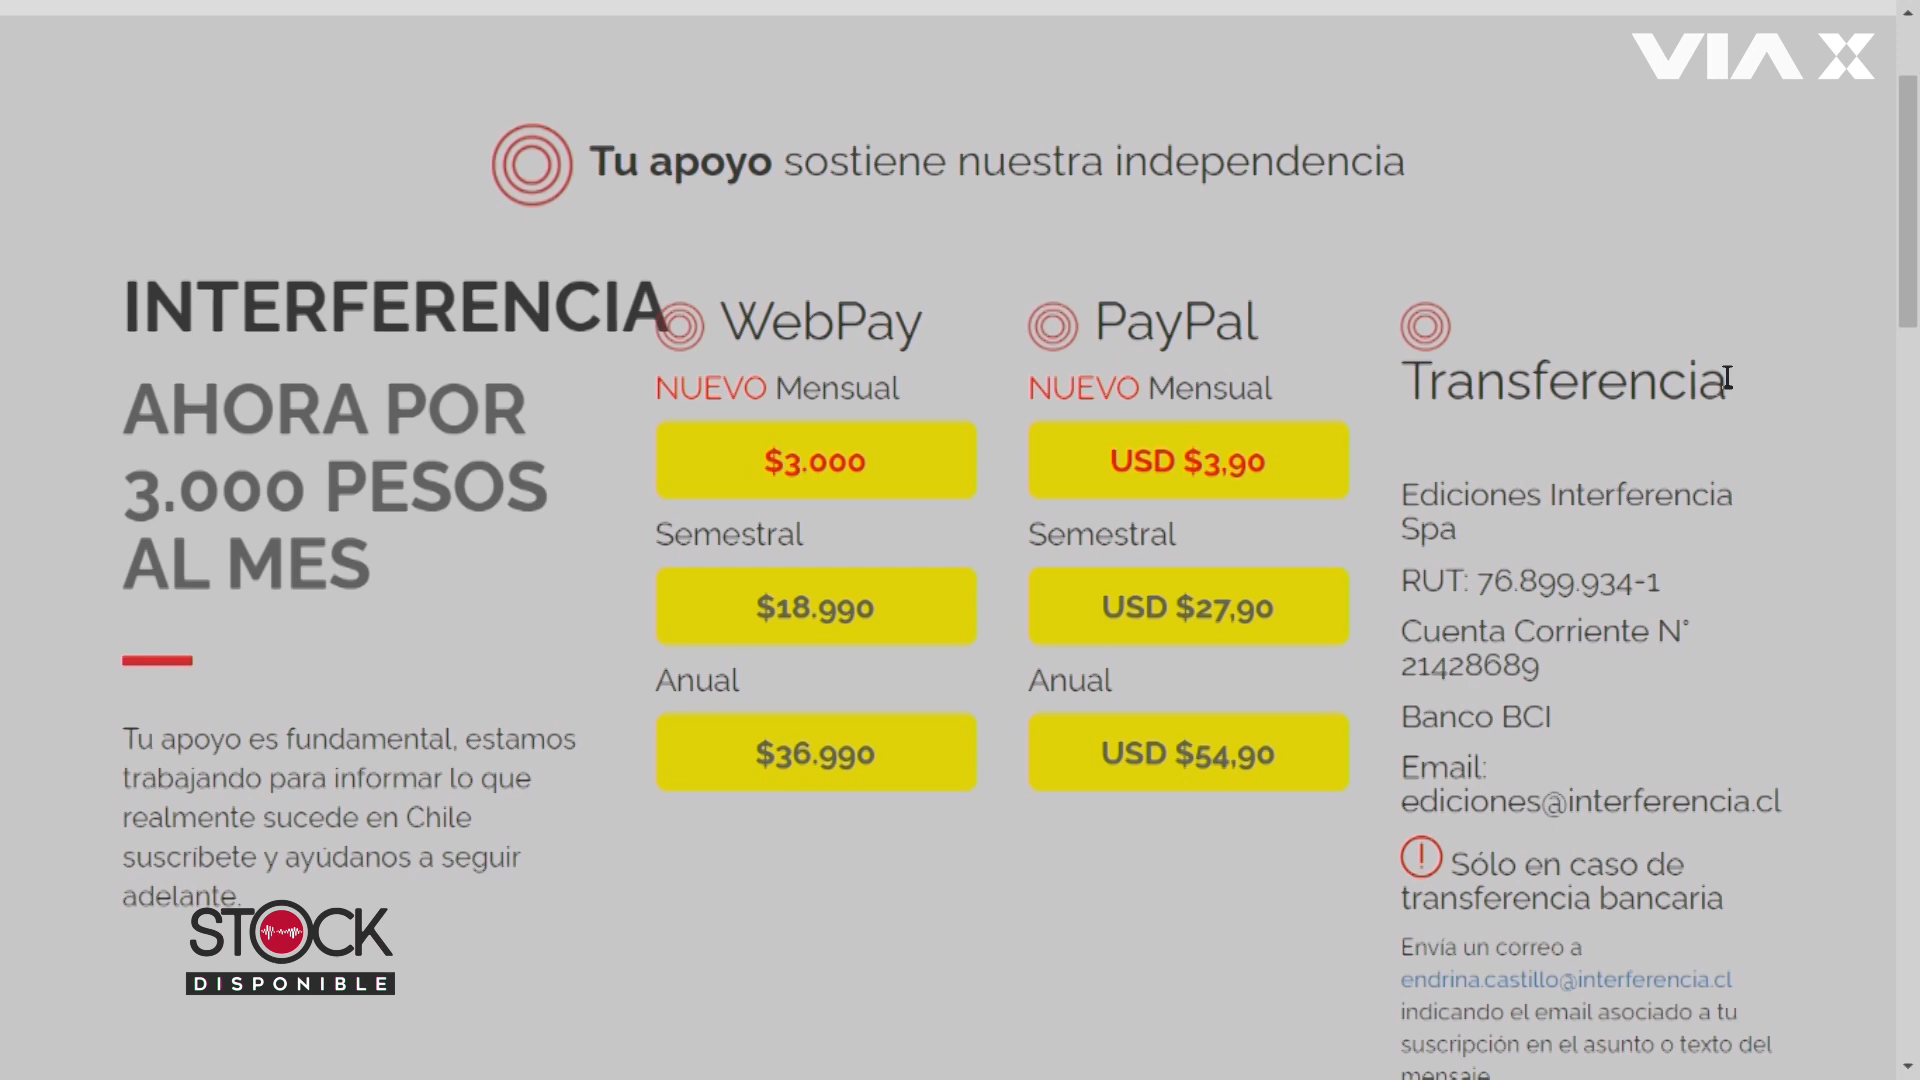 VIA X
Tu apoyo sostiene nuestra independencia
INTERFERENCIA
AHORA POR
3.000 PESOS
AL MES
Tu apoyo es fundamental, estamos
trabajando para informar lo que
realmente sucede en Chile
suscríbete y ayúdanos a seguir
adelante.
WebPay
NUEVO Mensual
$3.000
Semestral
$18.990
Anual
$36.990
PayPal
NUEVO Mensual
USD $3,90
Semestral
USD $27,90
Anual
USD $54,90
Transferencia
Ediciones Interferencia
Spa
RUT: 76.899.934-1
Cuenta Corriente N°
21428689
Banco BCI
Email:
ediciones@interferencia.cl
Sólo en caso de
transferencia bancaria
Envía un correo a
endrina.castillo@interferencia.cl
indicando el email asociado a tu
suscripción en el asunto o texto del
mensaje
STOCK
DISPONIBLE